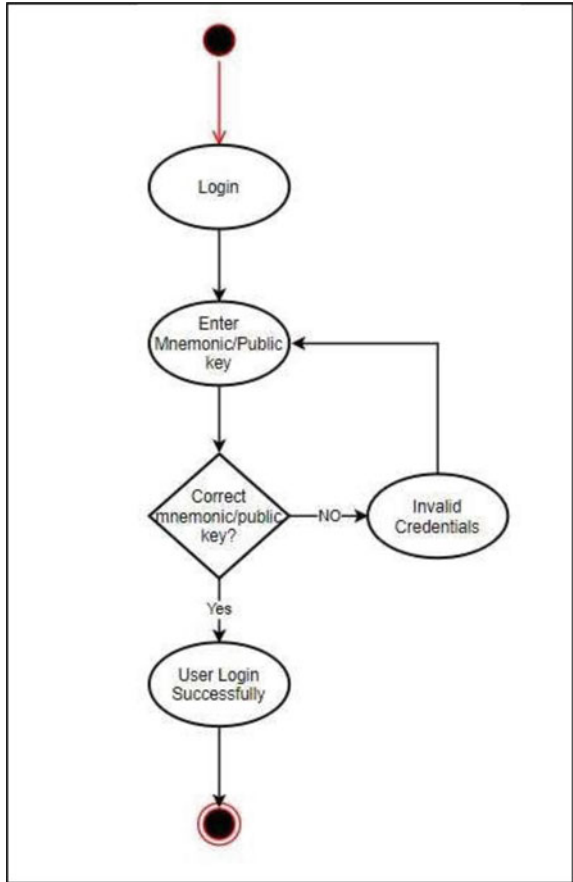 Login
Enter
Mnemonic/Public
key
Correct
mnemonic/public
key?
NO
Invalid
Credentials
Yes
User Login
Successfully